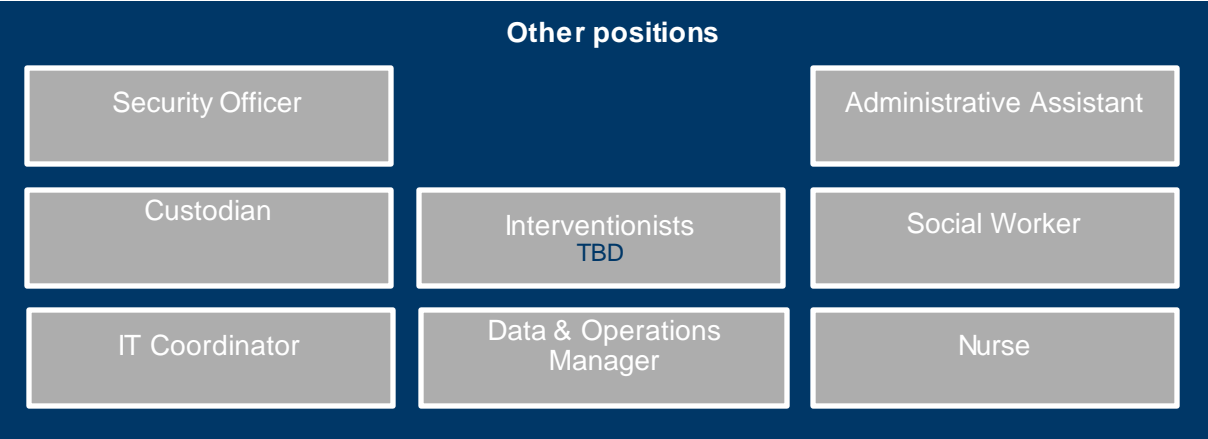 Other positions
Security Officer
Administrative Assistant
Custodian
Interventionists
TBD
Social Worker
IT Coordinator
Data & Operations
Manager
Nurse